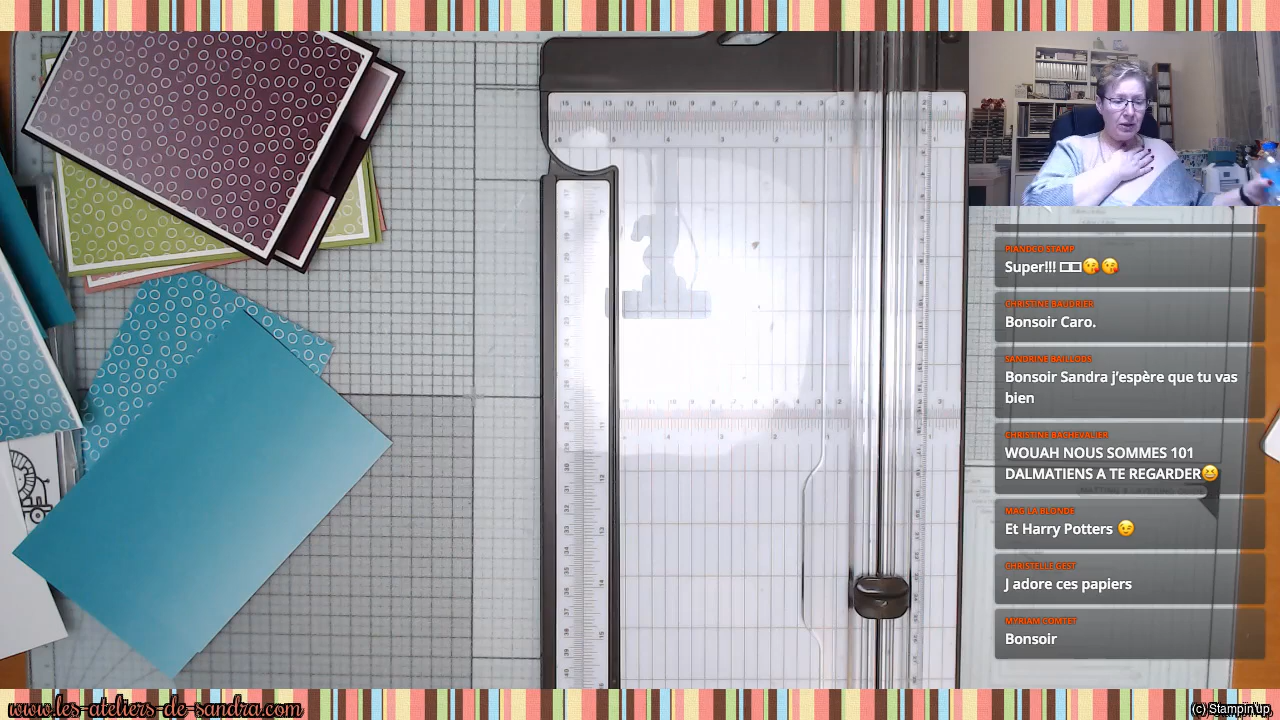 PIANOCO STAMP
Super!!! 😘😘
CHRISTINE BAUDRIER
Bonsoir Caro.
SANDRINE BAILLODS
Bonsoir Sandra j'espère que tu vas
bien
CHRISTINE BACHEVALIER
WOUAH NOUS SOMMES 101
DALMATIENS A TE REGARDER😆
MAG LA BLONDE
Et Harry Potters 😉
CHRISTELLE GEST
J adore ces papiers
MYRIAM COMTET
Bonsoir
www.les-ateliers-de-sandra.com
(c) Stampin'up